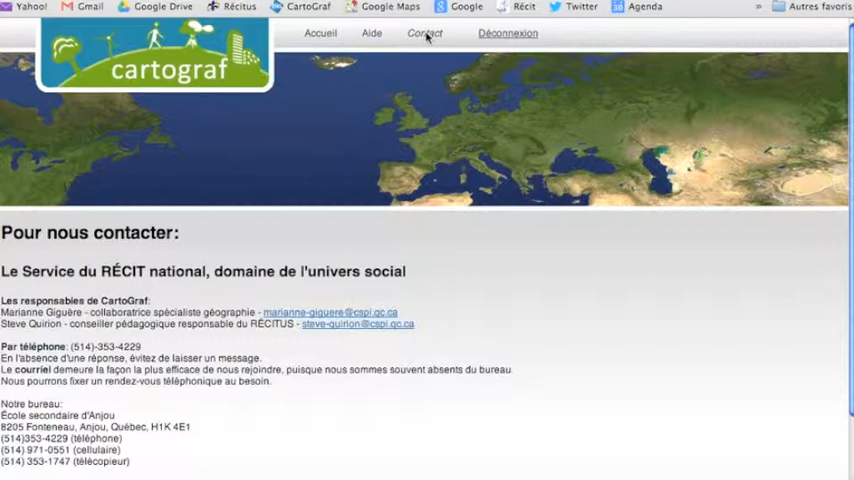 Yahoo! Gmail Google Drive Récitus CartoGraf Google Maps Google Récit Twitter Agenda » Autres favoris
cartograf
Accueil Aide Contact Déconnexion
Pour nous contacter:
Le Service du RÉCIT national, domaine de l'univers social
Les responsables de CartoGraf:
Marianne Giguère - collaboratrice spécialiste géographie - marianne-giguere@cspi.qc.ca
Steve Quirion - conseiller pédagogique responsable du RÉCITUS - steve-quirion@cspi.qc.ca
Par téléphone: (514)-353-4229
En l'absence d'une réponse, évitez de laisser un message.
Le courriel demeure la façon la plus efficace de nous rejoindre, puisque nous sommes souvent absents du bureau.
Nous pourrons fixer un rendez-vous téléphonique au besoin.
Notre bureau:
École secondaire d'Anjou
8205 Fonteneau, Anjou, Québec, H1K 4E1
(514)353-4229 (téléphone)
(514) 971-0551 (cellulaire)
(514) 353-1747 (télécopieur)